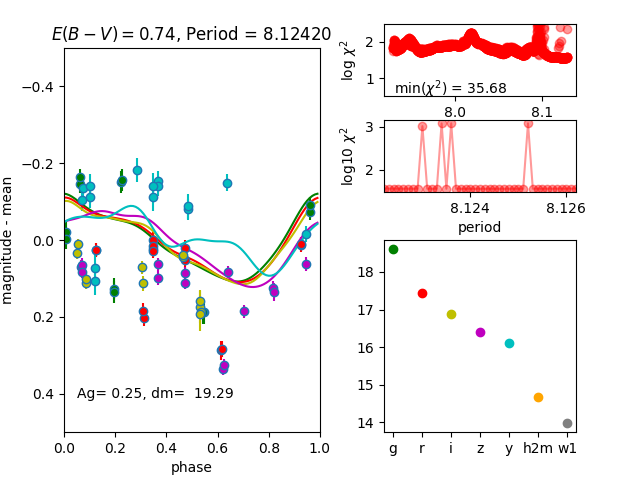 E(B − V) = 0.74, Period = 8.12420
−0.4
−0.2
0.0
0.2
0.4
magnitude - mean
Ag= 0.25, dm= 19.29
0.0 0.2 0.4 0.6 0.8 1.0
phase
log χ²
2
1
min(χ²) = 35.68
8.0 8.1
log10 χ²
3
2
8.124 8.126
period
18
17
16
15
14
g r i z y h2m w1